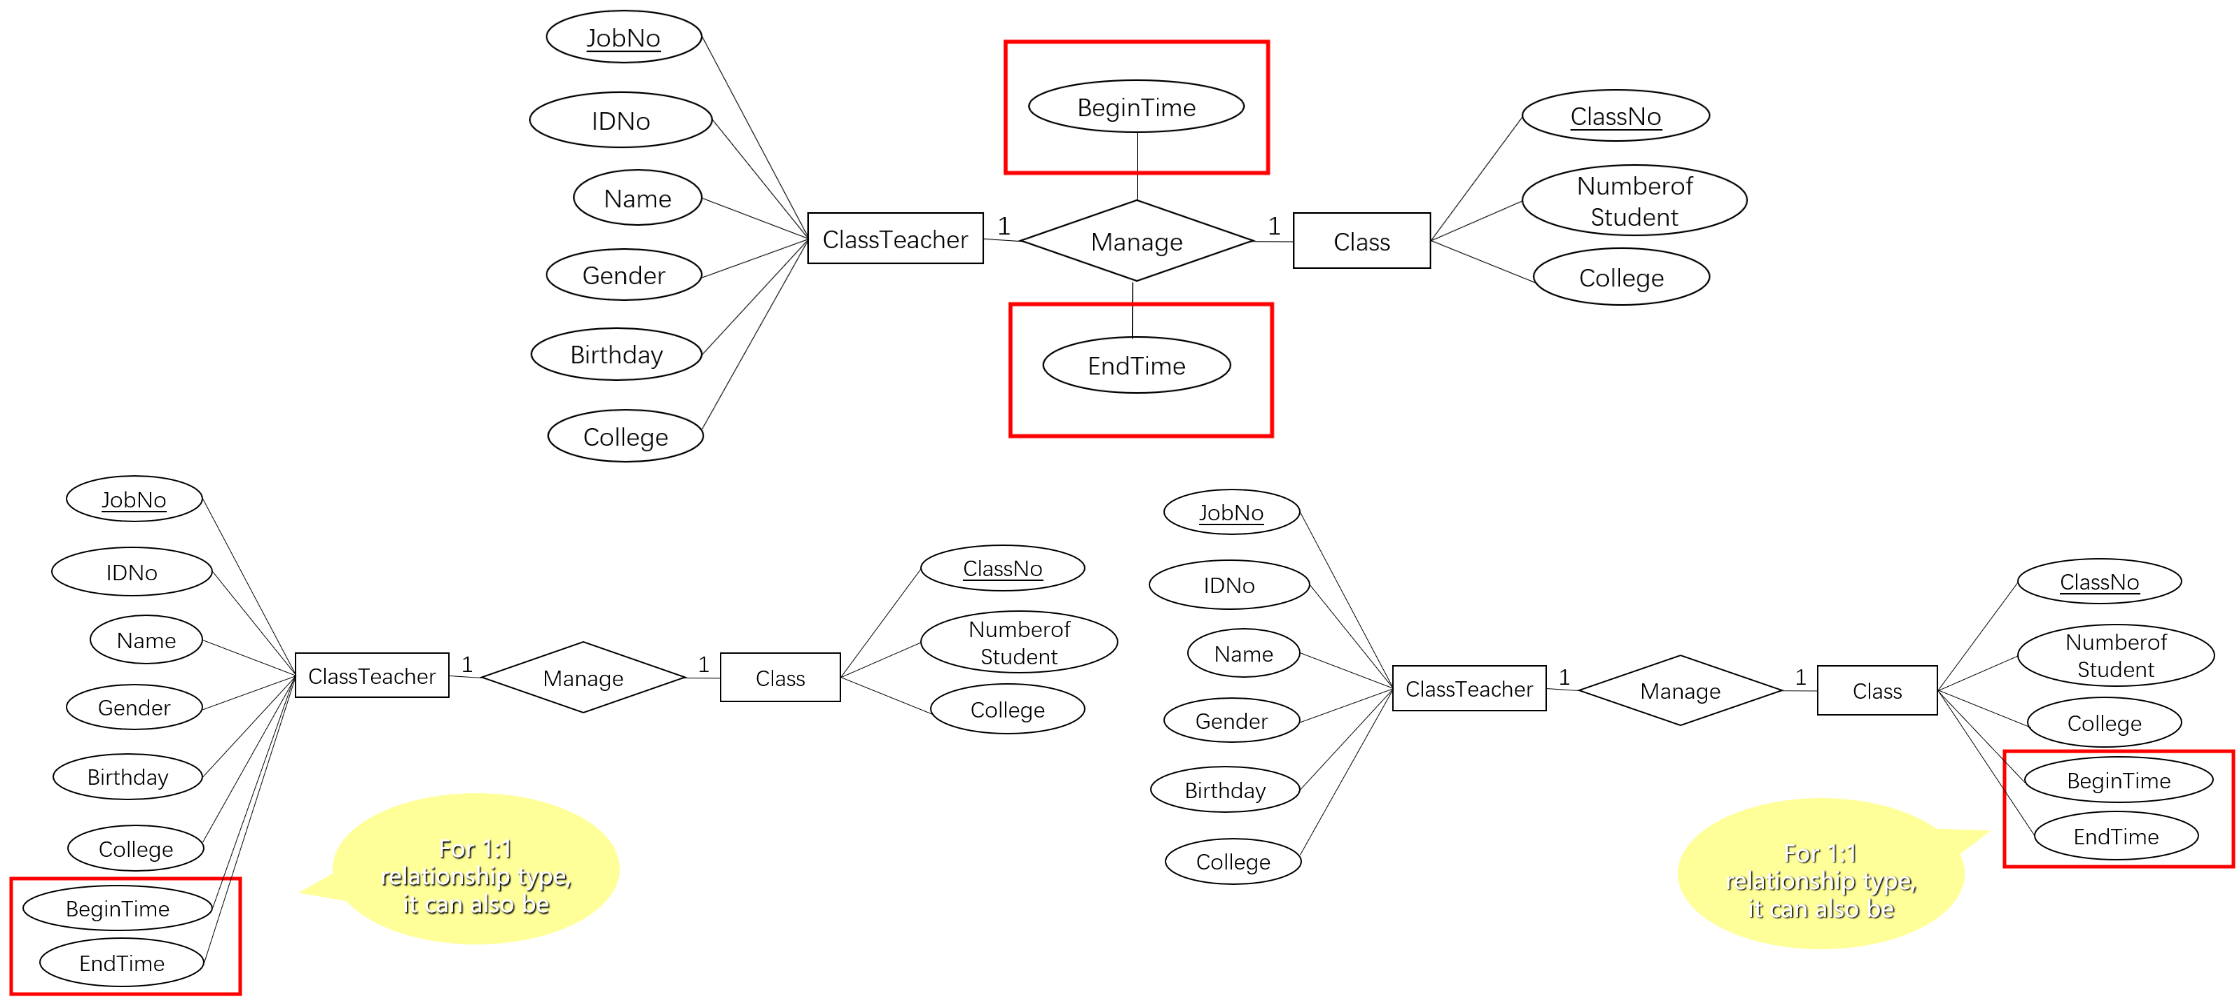 JobNo
IDNo
Name
Gender
Birthday
College
ClassTeacher
1
BeginTime
Manage
EndTime
1
Class
ClassNo
Numberof
Student
College
JobNo
IDNo
Name
Gender
Birthday
College
BeginTime
EndTime
ClassTeacher
1
Manage
1
Class
ClassNo
Numberof
Student
College
For 1:1
relationship type,
it can also be
JobNo
IDNo
Name
Gender
Birthday
College
ClassTeacher
1
Manage
1
Class
ClassNo
Numberof
Student
College
BeginTime
EndTime
For 1:1
relationship type,
it can also be